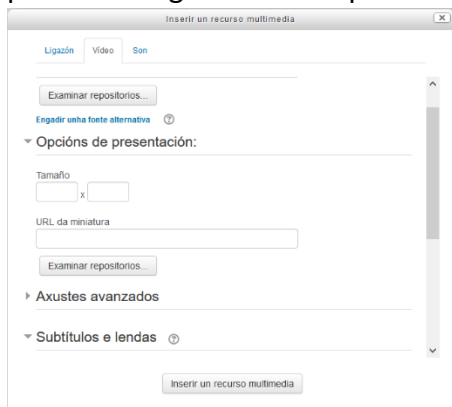 Inserir un recurso multimedia
Ligazón Vídeo Son
Examinar repositorios...
Engadir unha fonte alternativa
Opcións de presentación:
Tamaño
x
URL da miniatura
Examinar repositorios...
Axustes avanzados
Subtítulos e lendas
Inserir un recurso multimedia